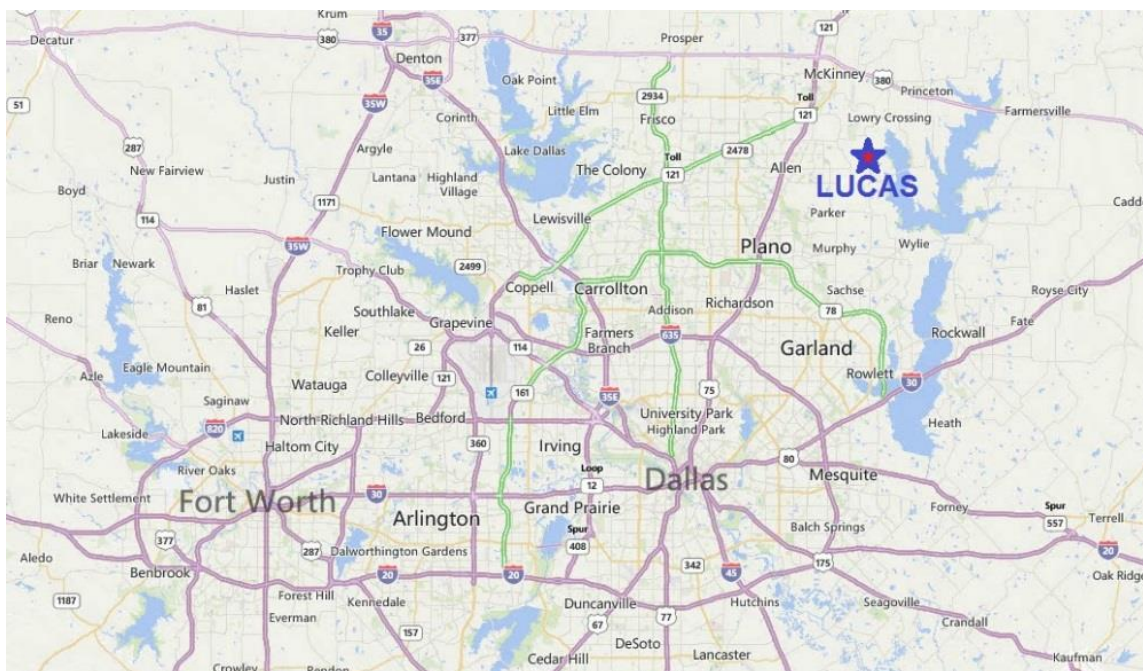 Krum
35
377
Prosper
121
Decatur
380
Denton
McKinney
35E
Oak Point
380
Princeton
51
35W
2934
Toll
Little Elm
Farmersville
Corinth
Frisco
121
Lowry Crossing
287
Argyle
Lake Dallas
Toll
2478
New Fairview
The Colony
121
Allen
Lantana
Highland
Village
Justin
LUCAS
Boyd
1171
114
Lewisville
Parker
Flower Mound
35W
Plano
Murphy
Wylie
Briar
Newark
Trophy Club
2499
Coppell
Carrollton
Sachse
Haslet
Royse City
Southlake
Addison
Richardson
81
78
Reno
Keller
Grapevine
Fate
Farmers
Branch
635
Rockwall
26
114
Garland
Eagle Mountain
Colleyville
Rowlett
Azle
Watauga
121
30
161
75
35E
Saginaw
North Richland Hills
Bedford
University Park
Highland Park
Heath
820
Lakeside
Haltom City
360
Irving
80
River Oaks
Loop
Mesquite
Dallas
White Settlement
Fort Worth
30
12
Arlington
Grand Prairie
Forney
Spur
557
Terrell
Spur
408
Balch Springs
377
287
Dalworthington Gardens
20
Aledo
Benbrook
20
20
342
45
175
Oak Ridge
1187
Forest Hill
Kennedale
Duncanville
Hutchins
Seagoville
Everman
157
67
77
Crandall
DeSoto
Lancaster
Cedar Hill
Kaufman
Crowley